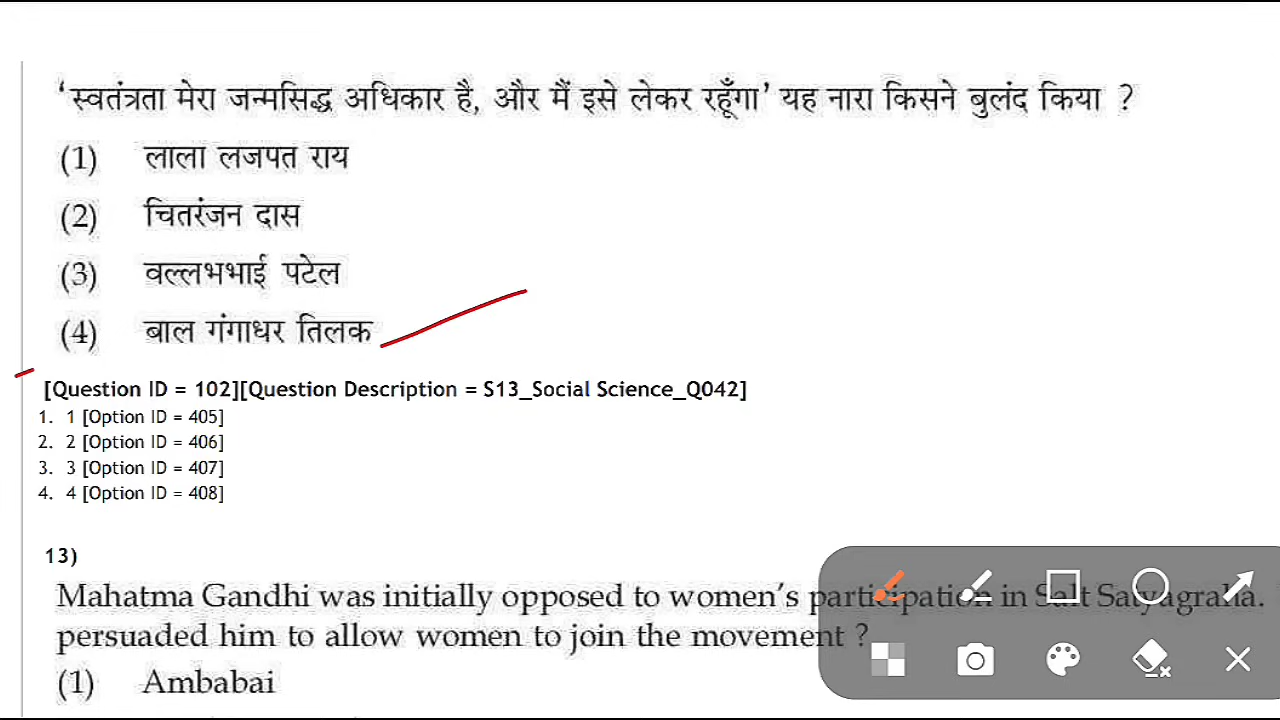 ‘स्वतंत्रता मेरा जन्मसिद्ध अधिकार है, और मैं इसे लेकर रहूँगा’ यह नारा किसने बुलंद किया ?
(1) लाला लजपत राय
(2) चितरंजन दास
(3) वल्लभभाई पटेल
(4) बाल गंगाधर तिलक
[Question ID = 102][Question Description = S13_Social Science_Q042]
1. 1 [Option ID = 405]
2. 2 [Option ID = 406]
3. 3 [Option ID = 407]
4. 4 [Option ID = 408]
13)
Mahatma Gandhi was initially opposed to women’s participation in Salt Satyagraha.
persuaded him to allow women to join the movement ?
(1) Ambabai